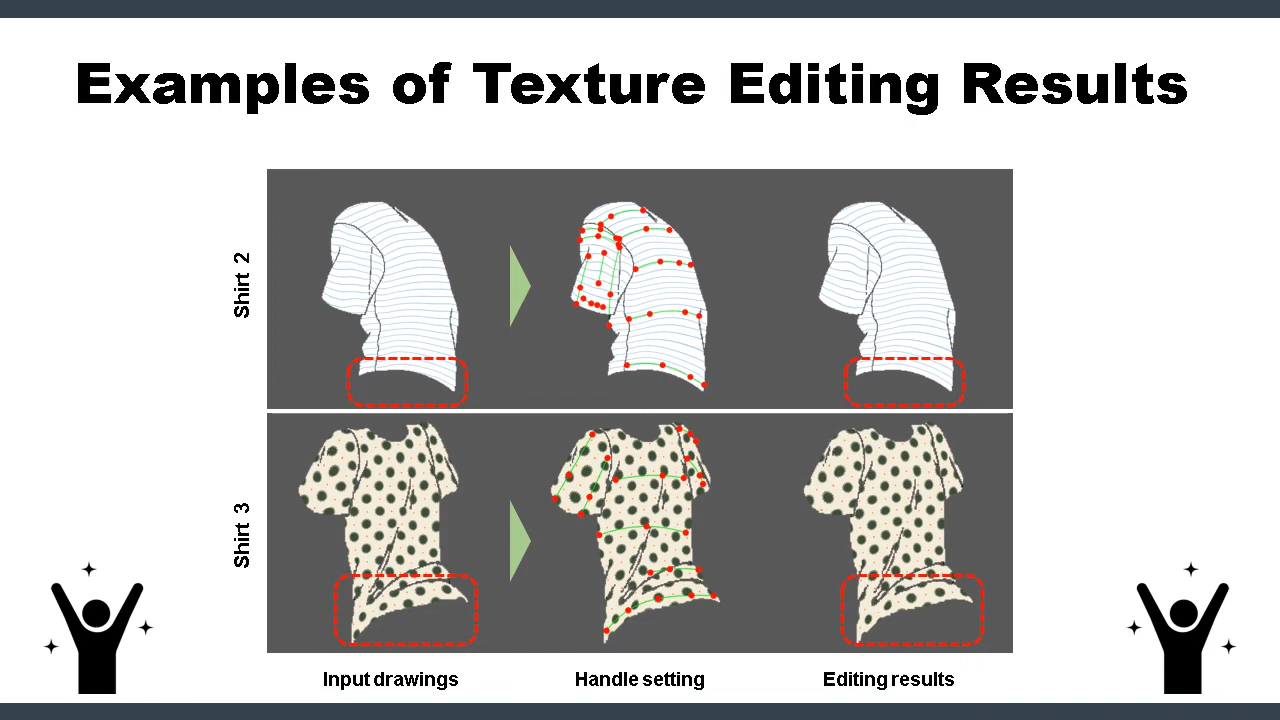 Examples of Texture Editing Results
Shirt 2
Shirt 3
Input drawings
Handle setting
Editing results